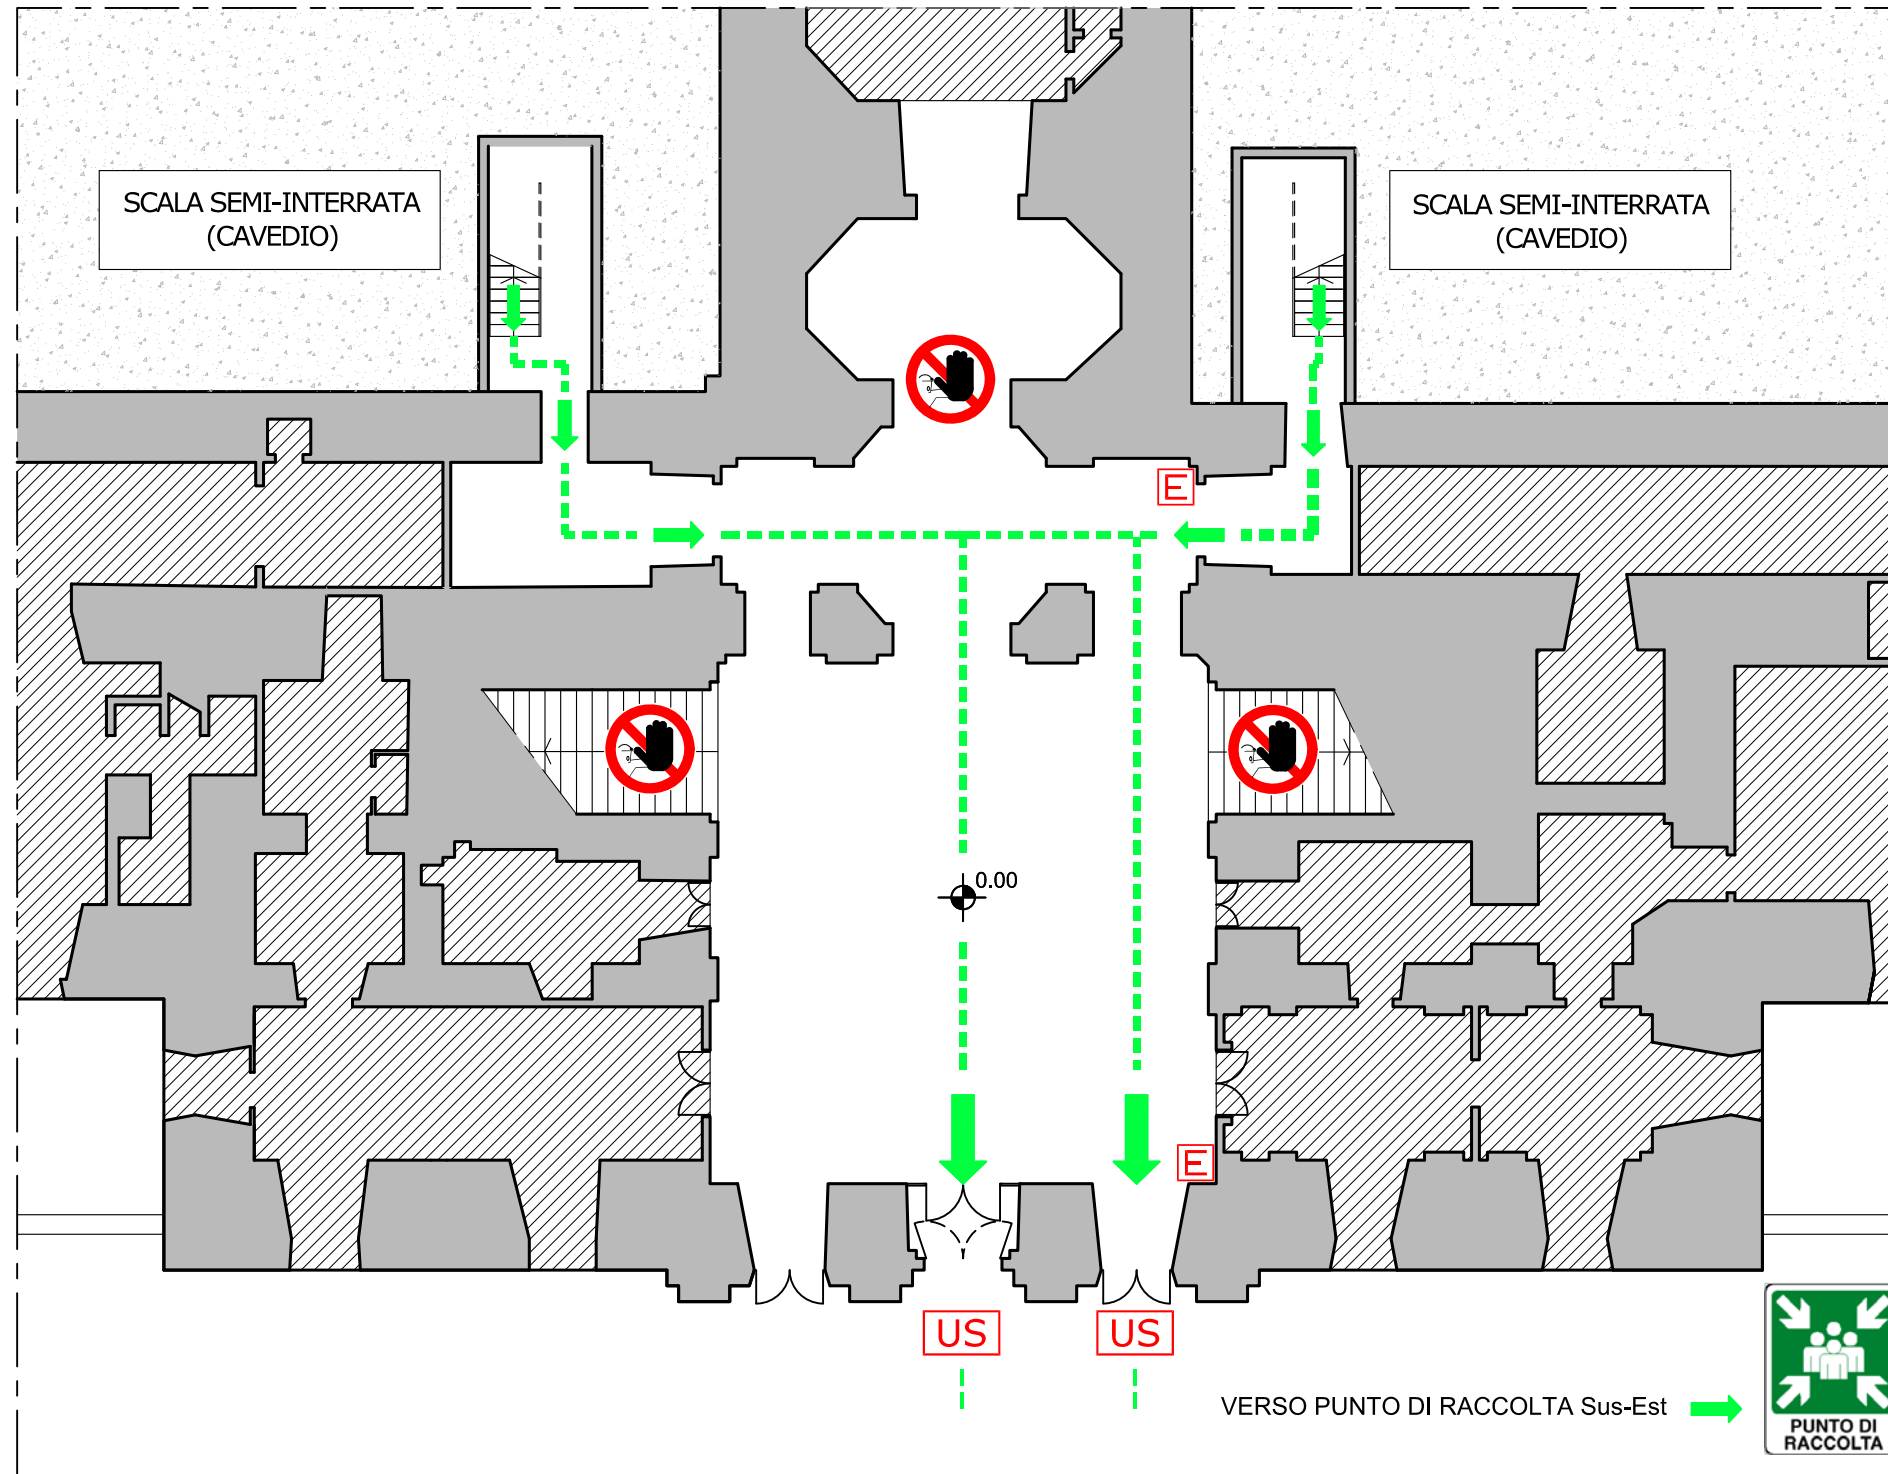 SCALA SEMI-INTERRATA
(CAVEDIO)
SCALA SEMI-INTERRATA
(CAVEDIO)
E
0.00
E
US
US
VERSO PUNTO DI RACCOLTA Sus-Est
PUNTO DI
RACCOLTA